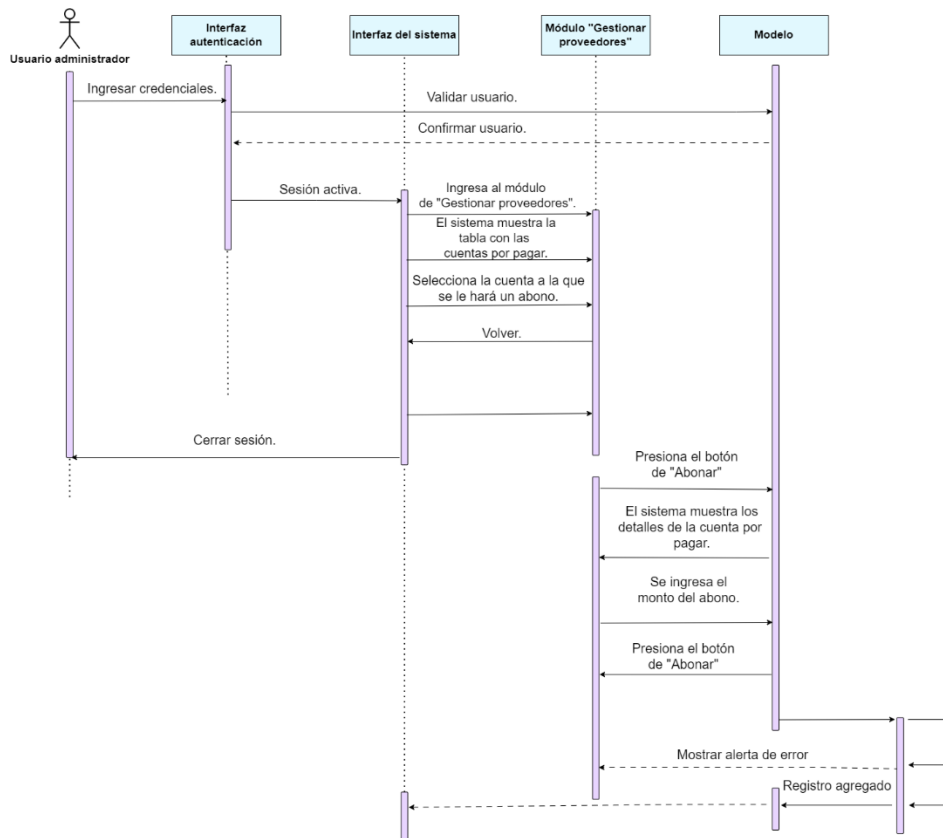 Usuario administrador
Interfaz
autenticación
Interfaz del sistema
Módulo "Gestionar
proveedores"
Modelo
Ingresar credenciales.
Validar usuario.
Confirmar usuario.
Sesión activa.
Ingresa al módulo
de "Gestionar proveedores".
El sistema muestra la
tabla con las
cuentas por pagar.
Selecciona la cuenta a la que
se le hará un abono.
Volver.
Cerrar sesión.
Presiona el botón
de "Abonar"
El sistema muestra los
detalles de la cuenta por
pagar.
Se ingresa el
monto del abono.
Presiona el botón
de "Abonar"
Mostrar alerta de error
Registro agregado